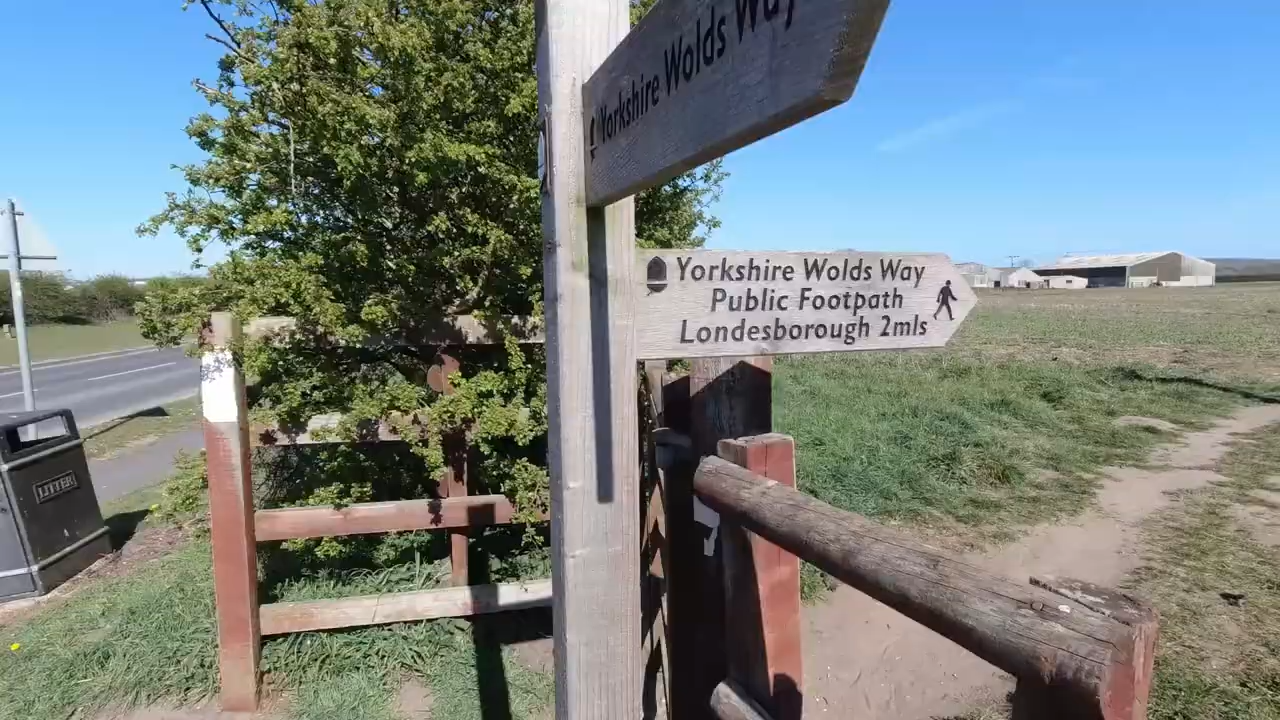 Yorkshire Wolds Way
Yorkshire Wolds Way
Public Footpath
Londesborough 2mls
LITTER